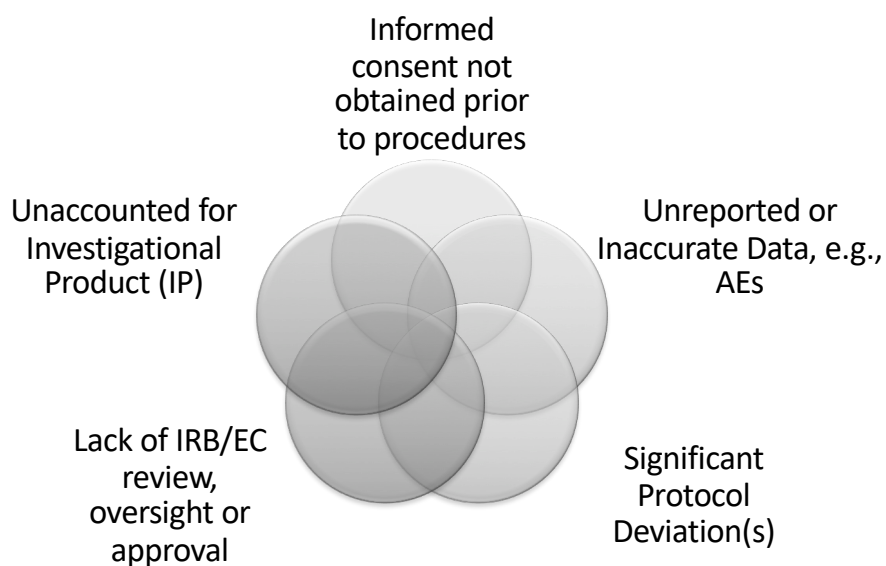 Informed
consent not
obtained prior
to procedures
Unaccounted for
Investigational
Product (IP)
Unreported or
Inaccurate Data, e.g.,
AEs
Lack of IRB/EC
review,
oversight or
approval
Significant
Protocol
Deviation(s)